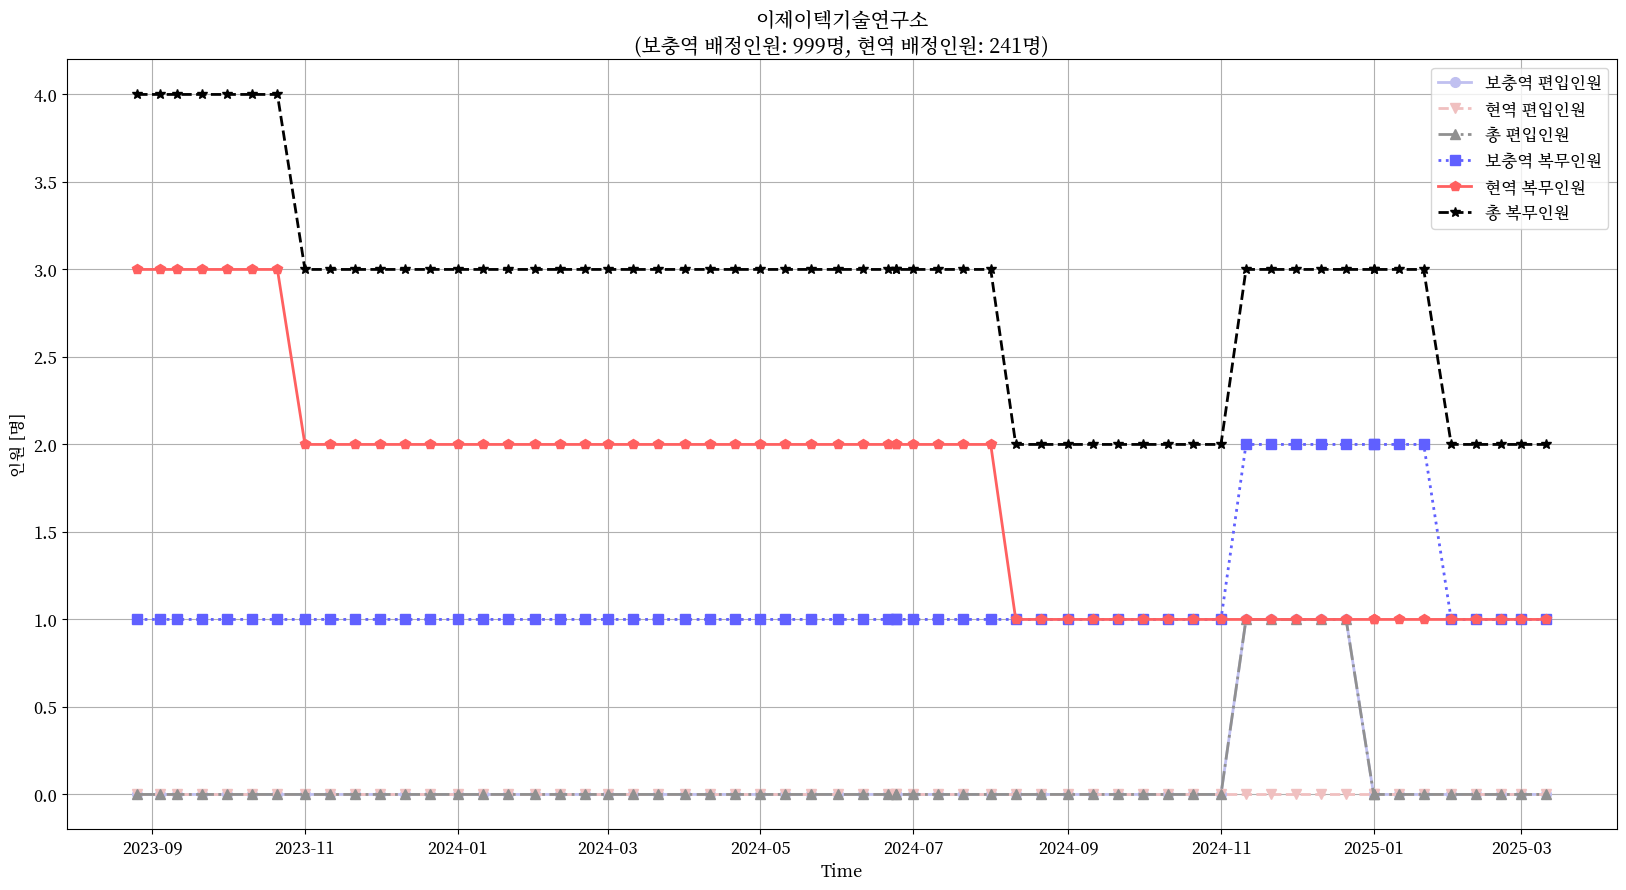 이제이텍기술연구소
(보충역 배정인원: 999명, 현역 배정인원: 241명)
보충역 편입인원
현역 편입인원
총 편입인원
보충역 복무인원
현역 복무인원
총 복무인원
인원 [명]
4.0
3.5
3.0
2.5
2.0
1.5
1.0
0.5
0.0
2023-09
2023-11
2024-01
2024-03
2024-05
2024-07
2024-09
2024-11
2025-01
2025-03
Time